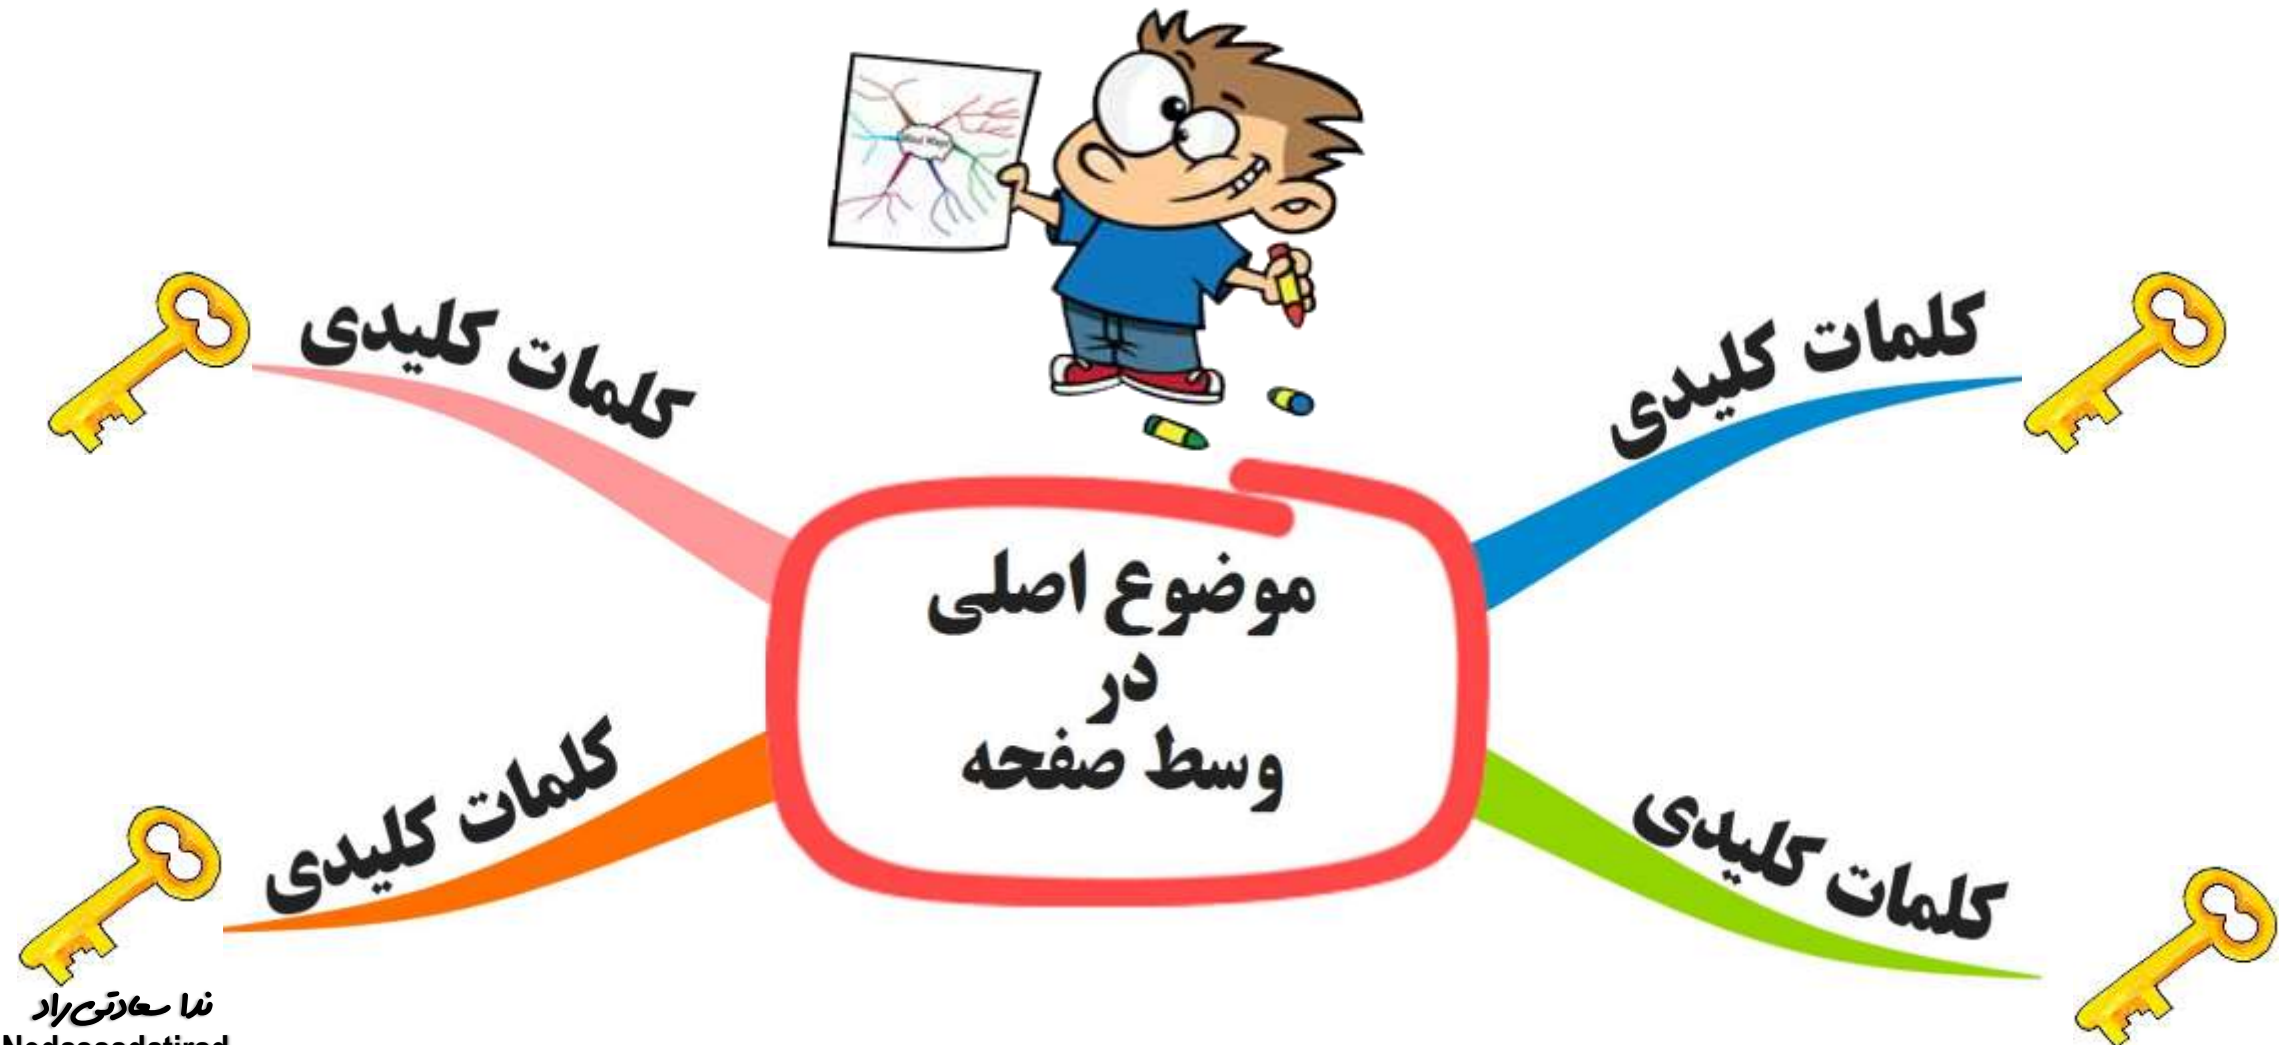 کلمات کلیدی
کلمات کلیدی
موضوع اصلی
در
وسط صفحه
کلمات کلیدی
کلمات کلیدی
ندا سعادتی راد